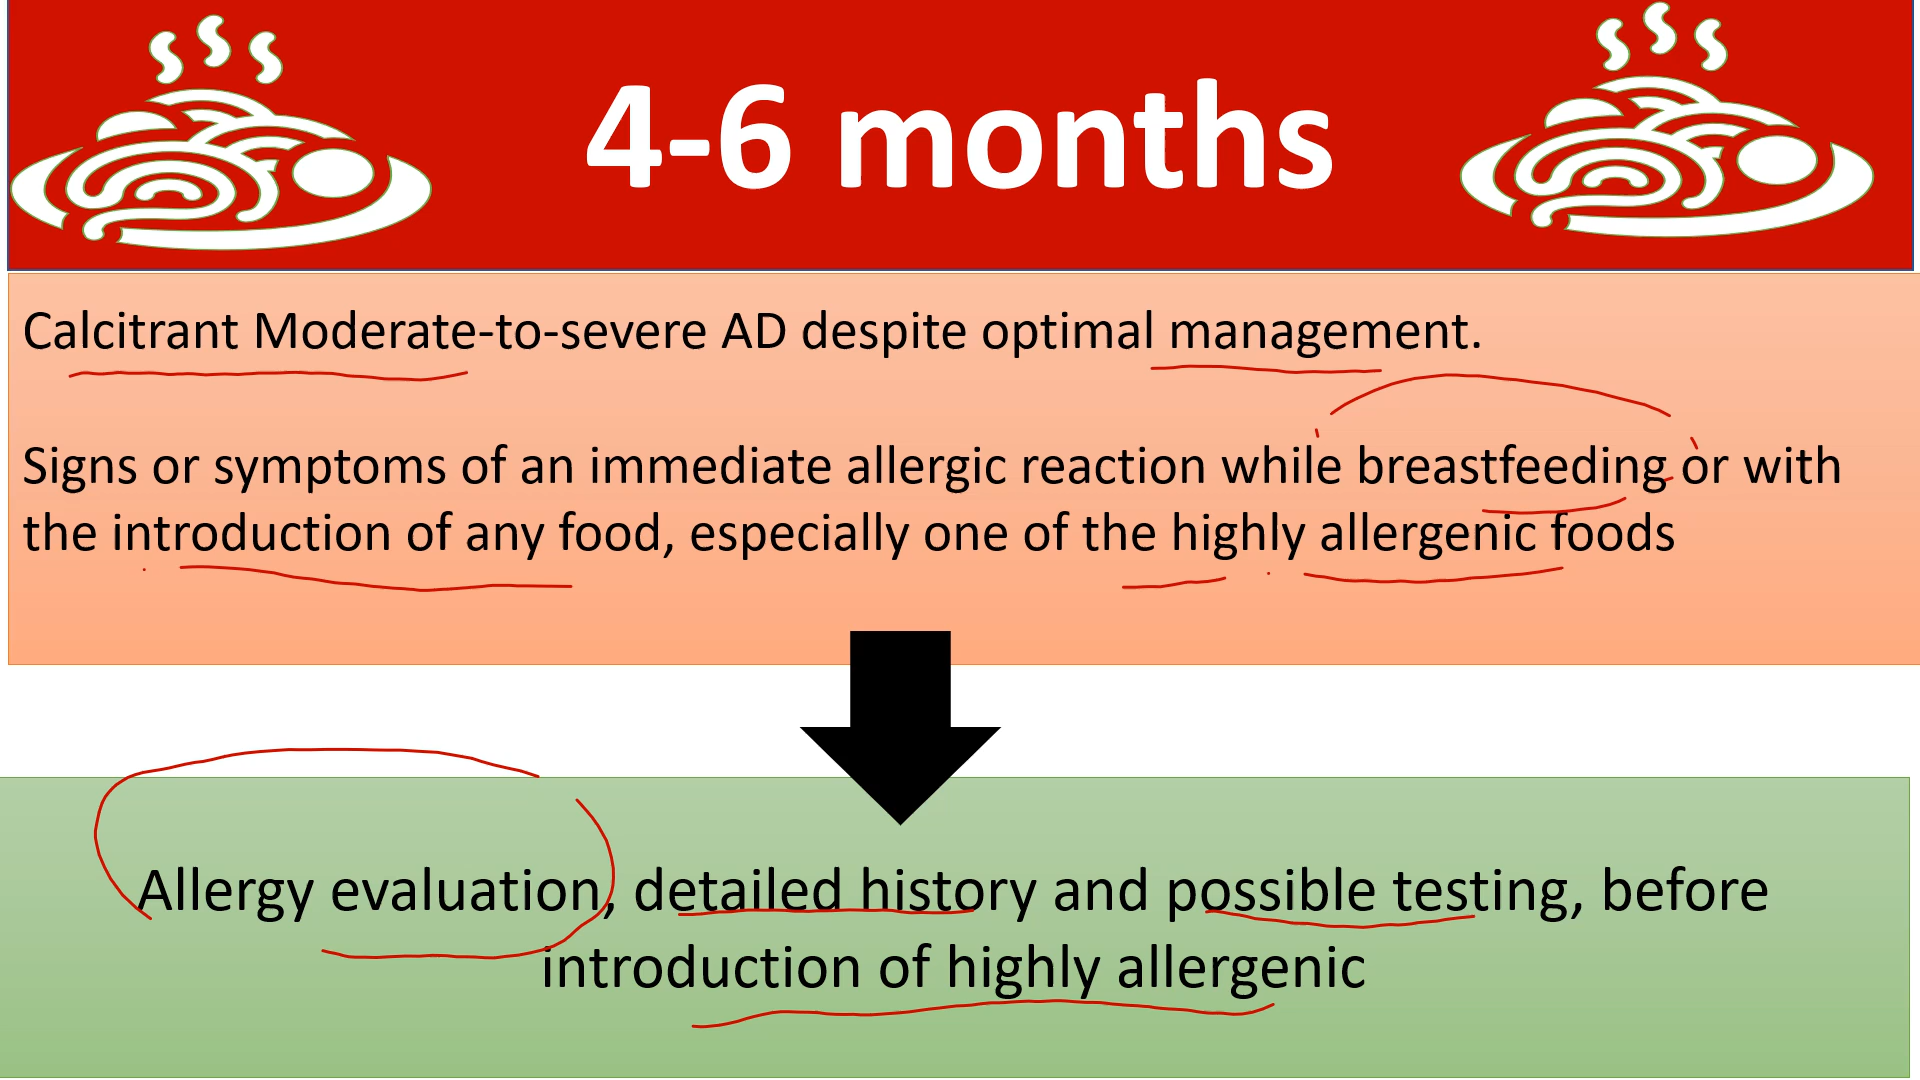 4-6 months
Calcitrant Moderate-to-severe AD despite optimal management.
Signs or symptoms of an immediate allergic reaction while breastfeeding or with
the introduction of any food, especially one of the highly allergenic foods
Allergy evaluation, detailed history and possible testing, before
introduction of highly allergenic